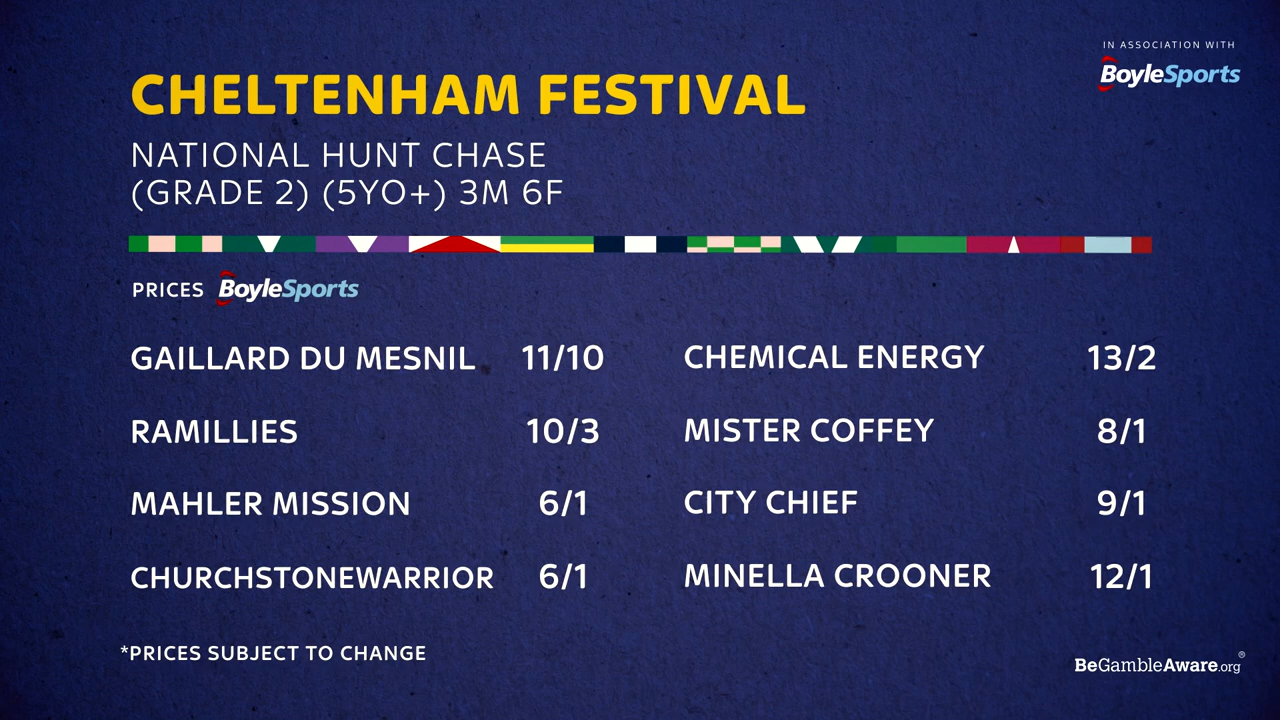 IN ASSOCIATION WITH
BoyleSports
CHELTENHAM FESTIVAL
NATIONAL HUNT CHASE
(GRADE 2) (5YO+) 3M 6F
PRICES BoyleSports
GAILLARD DU MESNIL 11/10 CHEMICAL ENERGY 13/2
RAMILLIES 10/3 MISTER COFFEY 8/1
MAHLER MISSION 6/1 CITY CHIEF 9/1
CHURCHSTONEWARRIOR 6/1 MINELLA CROONER 12/1
*PRICES SUBJECT TO CHANGE
BeGambleAware.org®